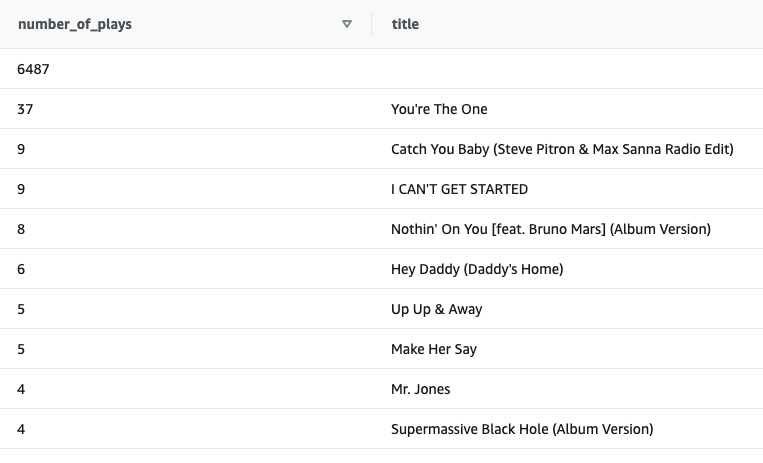 number_of_plays title
6487
37 You're The One
9 Catch You Baby (Steve Pitron & Max Sanna Radio Edit)
9 I CAN'T GET STARTED
8 Nothin' On You [feat. Bruno Mars] (Album Version)
6 Hey Daddy (Daddy's Home)
5 Up Up & Away
5 Make Her Say
4 Mr. Jones
4 Supermassive Black Hole (Album Version)